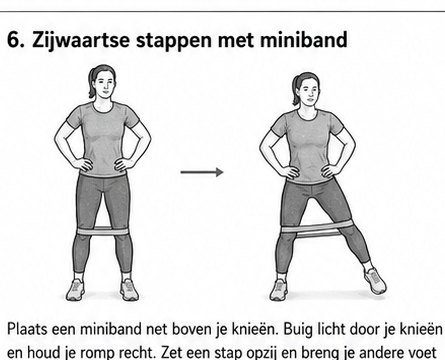 6. Zijwaartse stappen met miniband
Plaats een miniband net boven je knieën. Buig licht door je knieën
en houd je romp recht. Zet een stap opzij en breng je andere voet